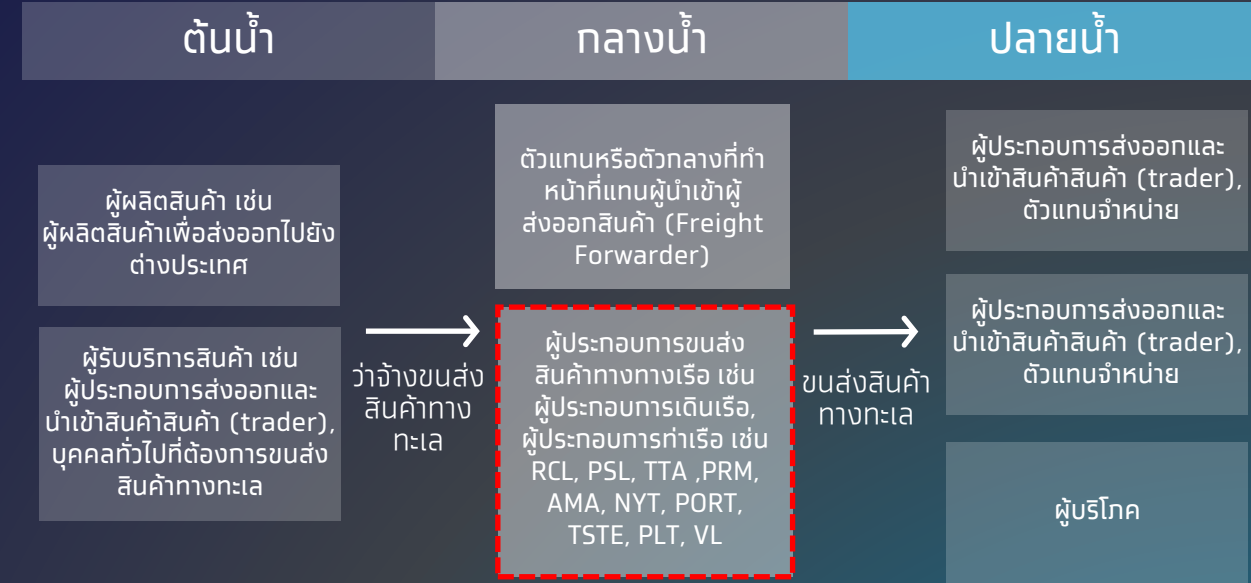 ต้นน้ำ
กลางน้ำ
ปลายน้ำ
ผู้ผลิตสินค้า เช่น
ผู้ผลิตสินค้าเพื่อส่งออกไปยัง
ต่างประเทศ
ผู้รับบริการสินค้า เช่น
ผู้ประกอบการส่งออกและ
นำเข้าสินค้าสินค้า (trader),
บุคคลทั่วไปที่ต้องการขนส่ง
สินค้าทางทะเล
ว่าจ้างขนส่ง
สินค้าทาง
ทะเล
ตัวแทนหรือตัวกลางที่ทำ
หน้าที่แทนผู้นำเข้าผู้
ส่งออกสินค้า (Freight
Forwarder)
ผู้ประกอบการขนส่ง
สินค้าทางทางเรือ เช่น
ผู้ประกอบการเดินเรือ,
ผู้ประกอบการท่าเรือ เช่น
RCL, PSL, TTA ,PRM,
AMA, NYT, PORT,
TSTE, PLT, VL
ขนส่งสินค้า
ทางทะเล
ผู้ประกอบการส่งออกและ
นำเข้าสินค้าสินค้า (trader),
ตัวแทนจำหน่าย
ผู้ประกอบการส่งออกและ
นำเข้าสินค้าสินค้า (trader),
ตัวแทนจำหน่าย
ผู้บริโภค